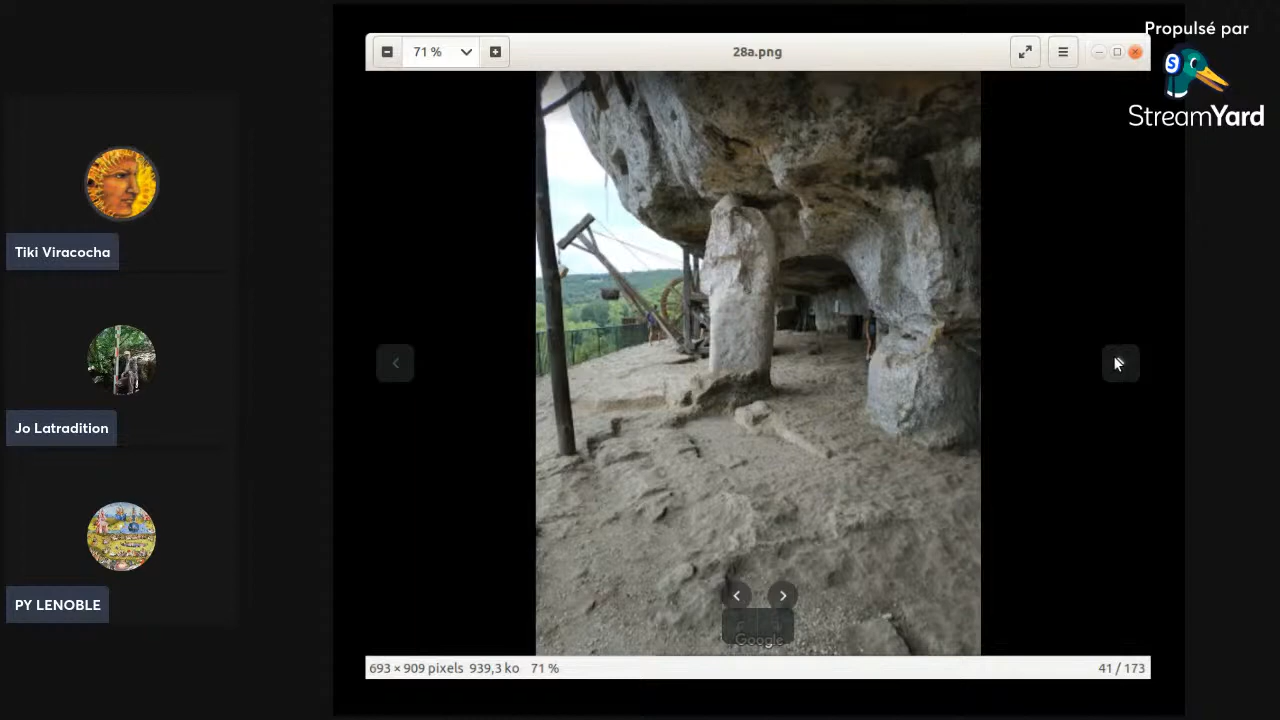 71 %
28a.png
Propulsé par
StreamYard
Tiki Viracocha
Jo Latradition
PY LENOBLE
Google
693 × 909 pixels 939,3 ko 71 %
41 / 173